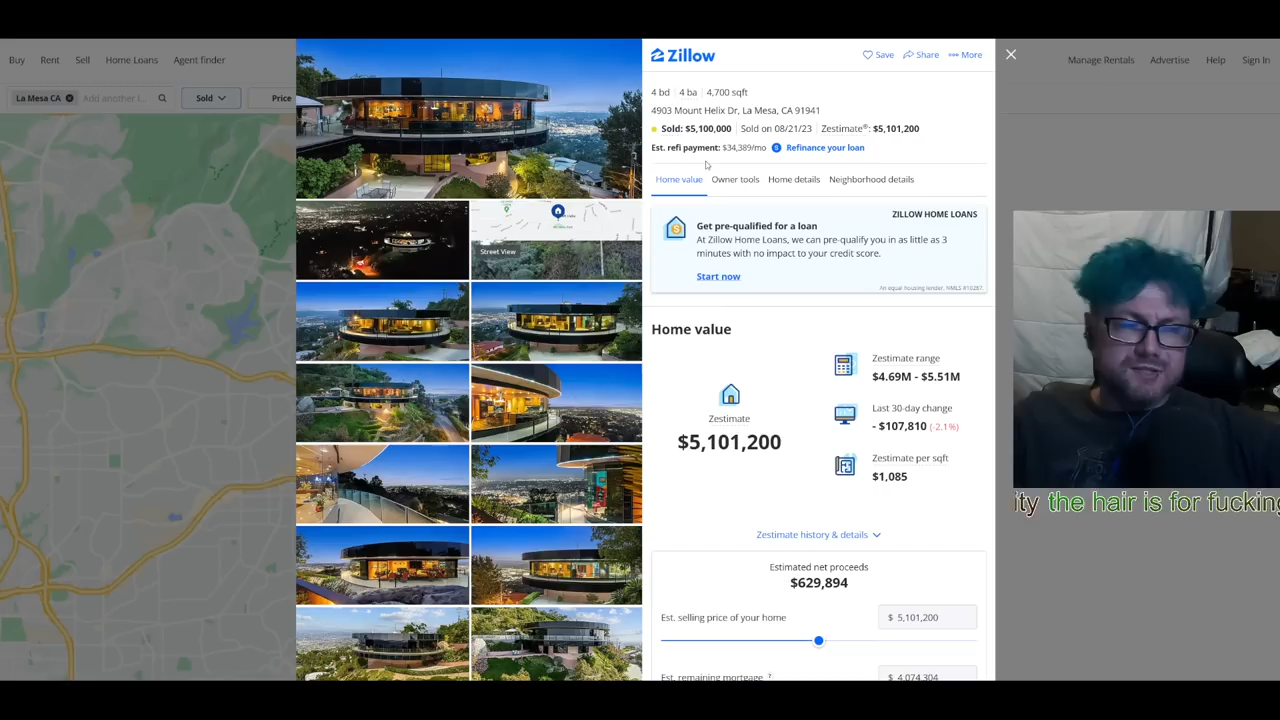 Buy Rent Sell Home Loans Agent finder
Manage Rentals Advertise Help Sign In
La Mesa CA Add another l... Sold Price
Street View
Zillow Save Share More
4 bd 4 ba 4,700 sqft
4903 Mount Helix Dr, La Mesa, CA 91941
Sold: $5,100,000 Sold on 08/21/23 Zestimate®: $5,101,200
Est. refi payment: $34,389/mo $ Refinance your loan
Home value Owner tools Home details Neighborhood details
ZILLOW HOME LOANS
Get pre-qualified for a loan
At Zillow Home Loans, we can pre-qualify you in as little as 3
minutes with no impact to your credit score.
Start now
An equal housing lender. NMLS #10287.
Home value
Zestimate
$5,101,200
Zestimate range
$4.69M - $5.51M
Last 30-day change
- $107,810 (-2.1%)
Zestimate per sqft
$1,085
Zestimate history & details
Estimated net proceeds
$629,894
Est. selling price of your home $ 5,101,200
Est. remaining mortgage ? $ 4,074,304
ity the hair is for fucking